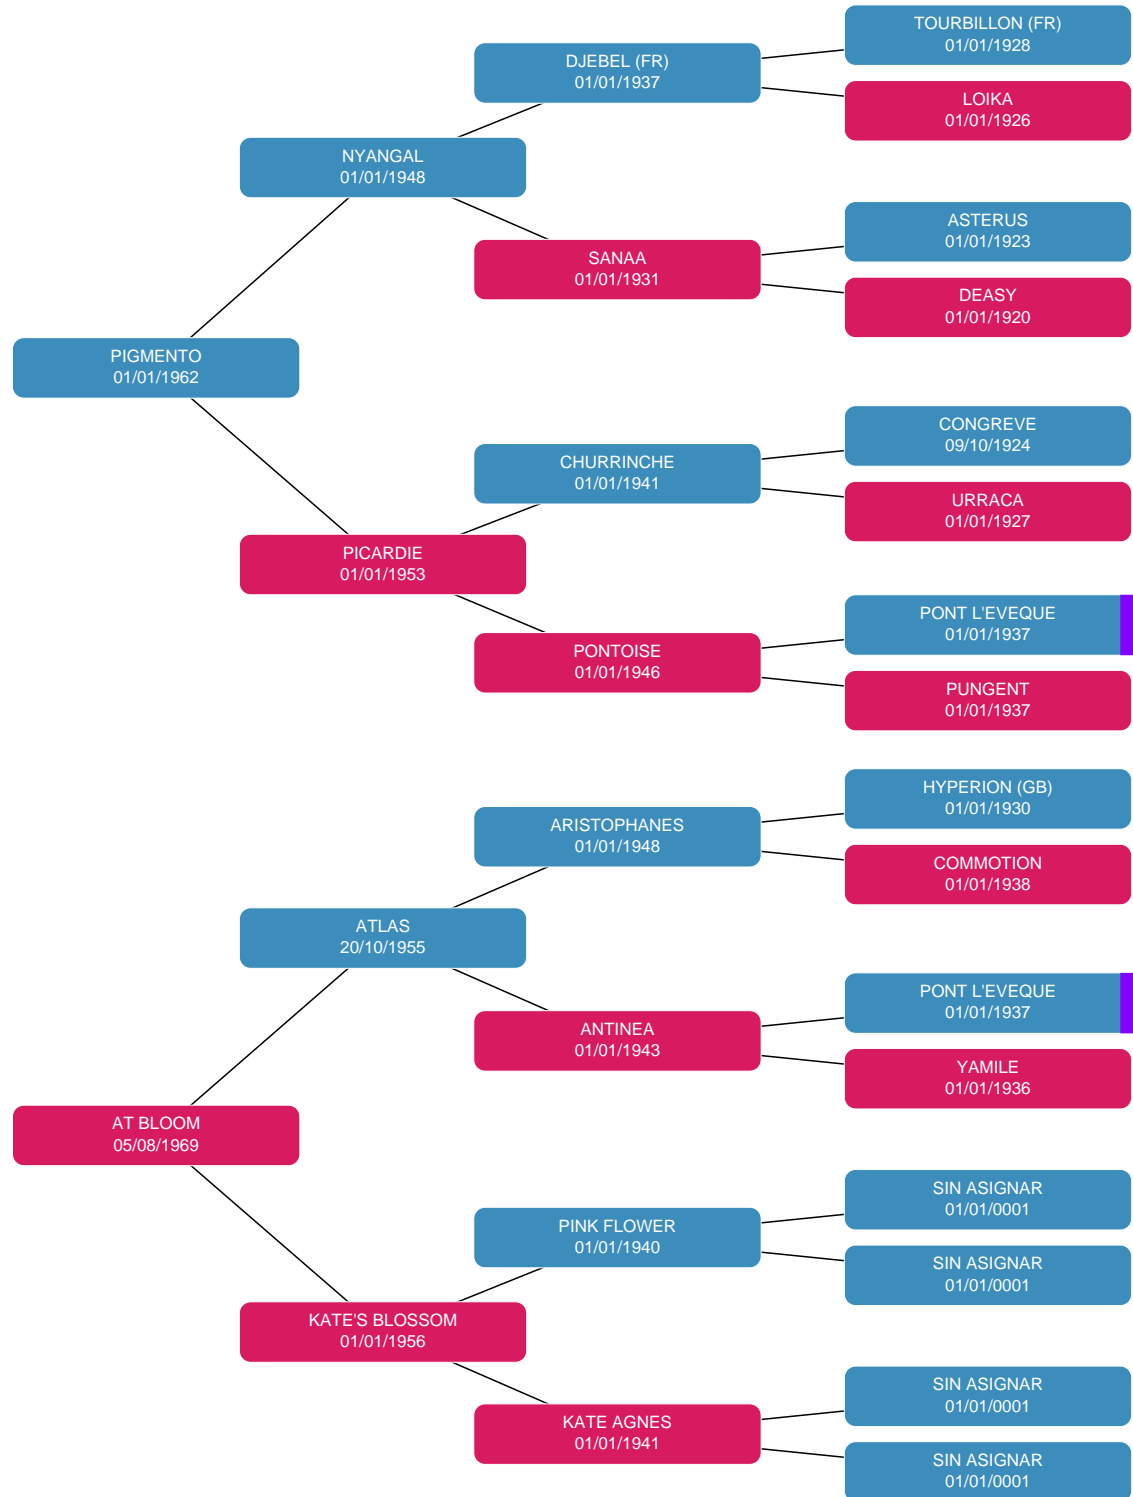 TOURBILLON (FR)
01/01/1928
DJEBEL (FR)
01/01/1937
LOIKA
01/01/1926
NYANGAL
01/01/1948
ASTERUS
01/01/1923
SANAA
01/01/1931
DEASY
01/01/1920
PIGMENTO
01/01/1962
CONGREVE
09/10/1924
CHURRINCHE
01/01/1941
URRACA
01/01/1927
PICARDIE
01/01/1953
PONT L'EVEQUE
01/01/1937
PONTOISE
01/01/1946
PUNGENT
01/01/1937
HYPERION (GB)
01/01/1930
ARISTOPHANES
01/01/1948
COMMOTION
01/01/1938
ATLAS
20/10/1955
PONT L'EVEQUE
01/01/1937
ANTINEA
01/01/1943
YAMILE
01/01/1936
AT BLOOM
05/08/1969
SIN ASIGNAR
01/01/0001
PINK FLOWER
01/01/1940
SIN ASIGNAR
01/01/0001
KATE'S BLOSSOM
01/01/1956
SIN ASIGNAR
01/01/0001
KATE AGNES
01/01/1941
SIN ASIGNAR
01/01/0001